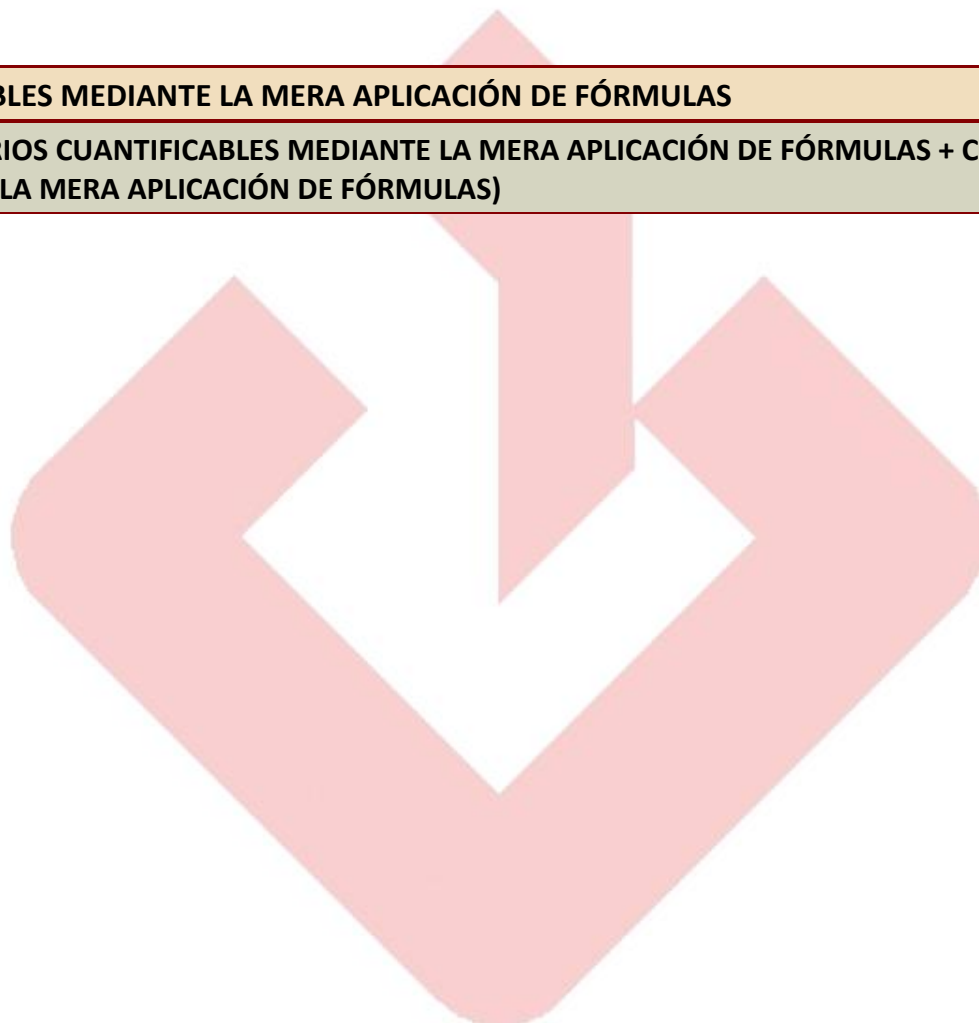 BLES MEDIANTE LA MERA APLICACIÓN DE FÓRMULAS
RIOS CUANTIFICABLES MEDIANTE LA MERA APLICACIÓN DE FÓRMULAS + C
LA MERA APLICACIÓN DE FÓRMULAS)